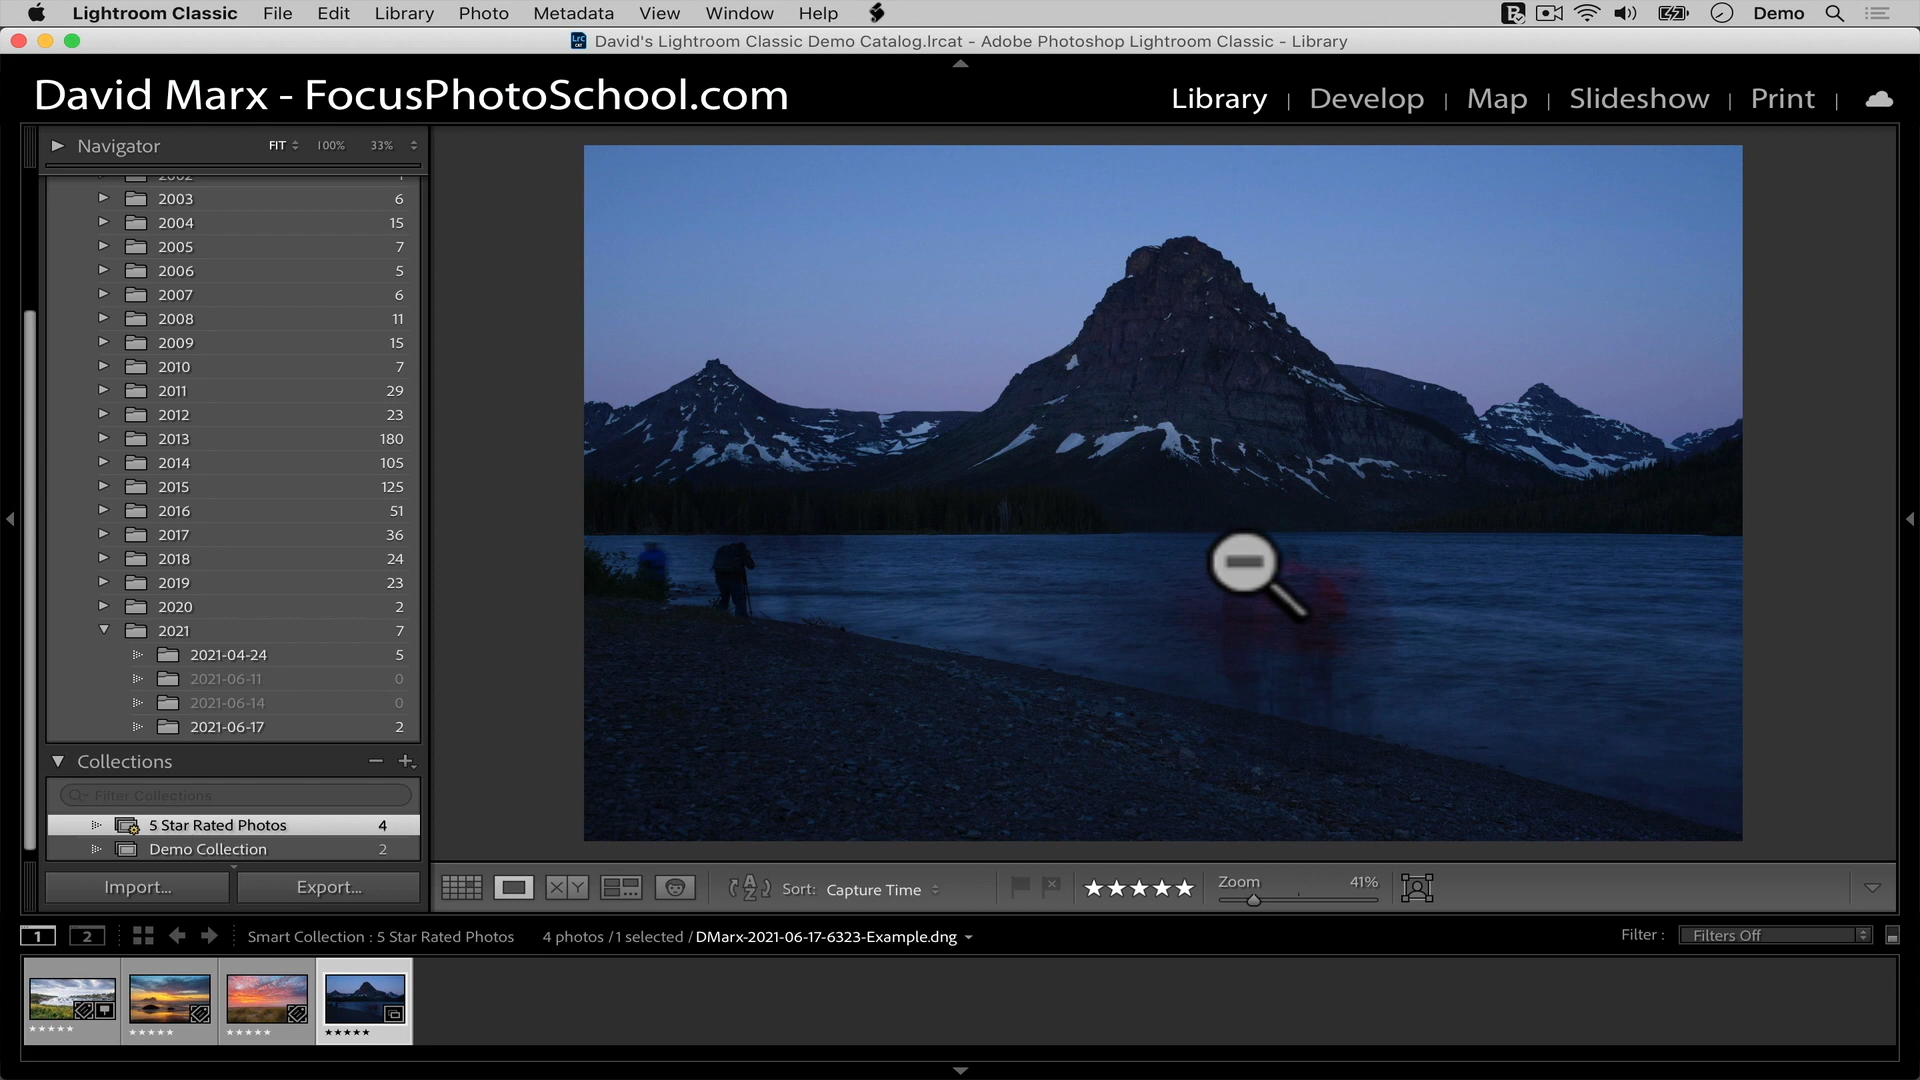 Lightroom Classic File Edit Library Photo Metadata View Window Help Demo
David's Lightroom Classic Demo Catalog.lrcat - Adobe Photoshop Lightroom Classic - Library
David Marx - FocusPhotoSchool.com
Library | Develop | Map | Slideshow | Print |
Navigator FIT 100% 33%
2002 1
2003 6
2004 15
2005 7
2006 5
2007 6
2008 11
2009 15
2010 7
2011 29
2012 23
2013 180
2014 105
2015 125
2016 51
2017 36
2018 24
2019 23
2020 2
2021 7
2021-04-24 5
2021-06-11 0
2021-06-14 0
2021-06-17 2
Collections
Filter Collections
5 Star Rated Photos 4
Demo Collection 2
Import... Export...
XY
Sort: Capture Time
Zoom 41%
1 2
Smart Collection : 5 Star Rated Photos 4 photos / 1 selected / DMarx-2021-06-17-6323-Example.dng
Filter : Filters Off